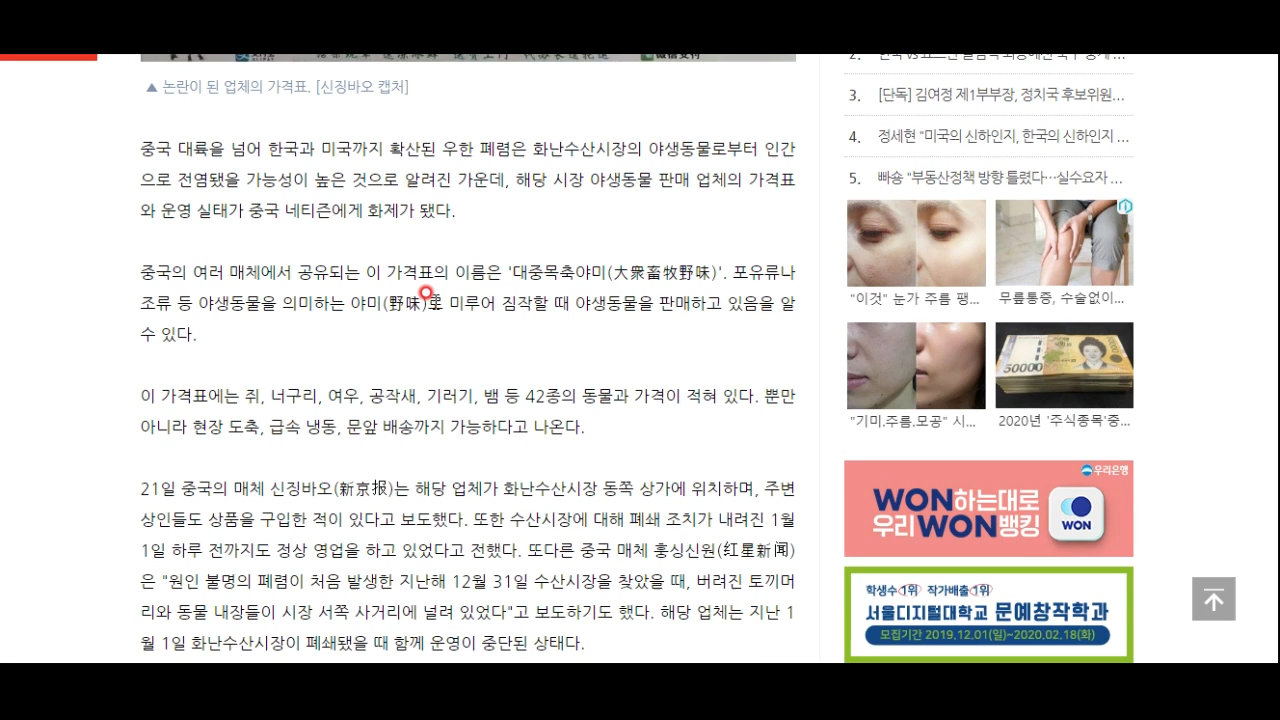 ▲ 논란이 된 업체의 가격표. [신징바오 캡처]
중국 대륙을 넘어 한국과 미국까지 확산된 우한 폐렴은 화난수산시장의 야생동물로부터 인간
으로 전염됐을 가능성이 높은 것으로 알려진 가운데, 해당 시장 야생동물 판매 업체의 가격표
와 운영 실태가 중국 네티즌에게 화제가 됐다.
중국의 여러 매체에서 공유되는 이 가격표의 이름은 '대중목축야미(大衆畜牧野味)'. 포유류나
조류 등 야생동물을 의미하는 야미(野味)로 미루어 짐작할 때 야생동물을 판매하고 있음을 알
수 있다.
이 가격표에는 쥐, 너구리, 여우, 공작새, 기러기, 뱀 등 42종의 동물과 가격이 적혀 있다. 뿐만
아니라 현장 도축, 급속 냉동, 문앞 배송까지 가능하다고 나온다.
21일 중국의 매체 신징바오(新京报)는 해당 업체가 화난수산시장 동쪽 상가에 위치하며, 주변
상인들도 상품을 구입한 적이 있다고 보도했다. 또한 수산시장에 대해 폐쇄 조치가 내려진 1월
1일 하루 전까지도 정상 영업을 하고 있었다고 전했다. 또다른 중국 매체 홍싱신원(红星新闻)
은 "원인 불명의 폐렴이 처음 발생한 지난해 12월 31일 수산시장을 찾았을 때, 버려진 토끼머
리와 동물 내장들이 시장 서쪽 사거리에 널려 있었다"고 보도하기도 했다. 해당 업체는 지난 1
월 1일 화난수산시장이 폐쇄됐을 때 함께 운영이 중단된 상태다.
3. [단독] 김여정 제1부부장, 정치국 후보위원...
4. 정세현 "미국의 신하인지, 한국의 신하인지 ...
5. 빠숑 "부동산정책 방향 틀렸다…실수요자 ...
"이것" 눈가 주름 팽...
무릎통증, 수술없이...
50000
"기미.주름.모공" 시...
2020년 '주식종목'증...
우리은행
WON하는대로
우리WON뱅킹
WON
학생수 1위 작가배출 1위
서울디지털대학교 문예창작학과
모집기간 2019.12.01(일)~2020.02.18(화)